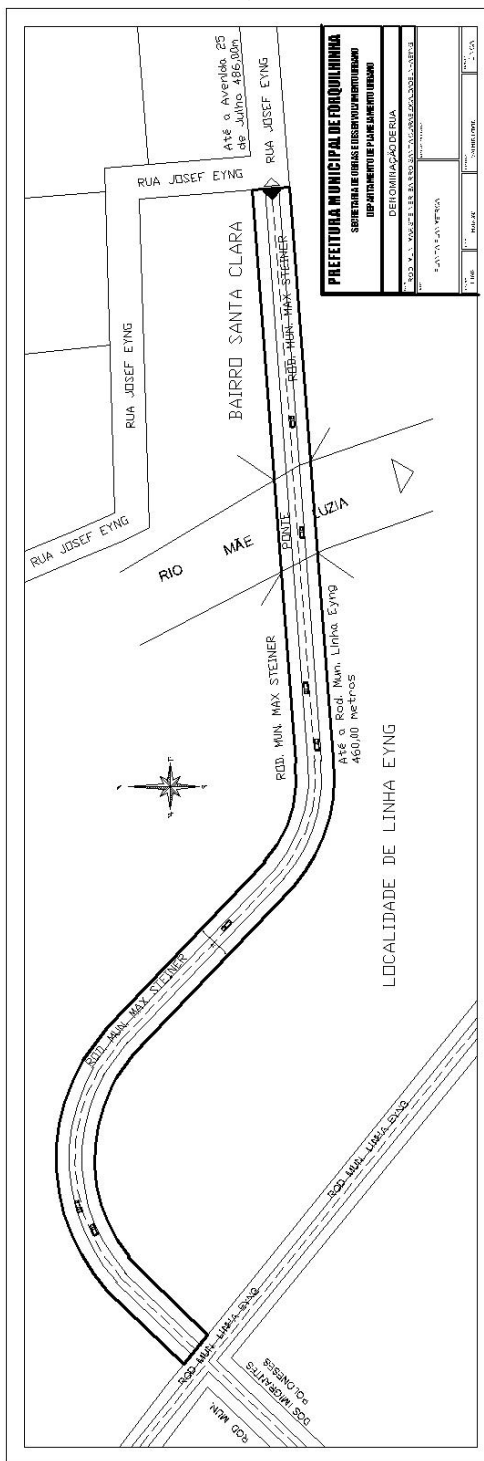 PREFEITURA MUNICIPAL DE FORQUILHINHA
SECRETARIA DE OBRAS E DESENVOLVIMENTO URBANO
DEPARTAMENTO DE PLANEJAMENTO URBANO
DENOMINAÇÃO DE RUA
Até a Avenida 25
de Julho 486,00m
RUA JOSEF EYNG
RUA JOSEF EYNG
RUA JOSEF EYNG
RUA JOSEF EYNG
BAIRRO SANTA CLARA
ROD. MUN. MAX STEINER
RIO MÃE LUZIA
PONTE
ROD. MUN. MAX STEINER
Até a Rod. Mun. Linha Eyng
460,00 metros
LOCALIDADE DE LINHA EYNG
ROD. MUN. MAX STEINER
ROD MUN. LINHA EYNG
ROD MUN. LINHA EYNG
ROD MUN.
DOS IMIGRANTES
POLONESES